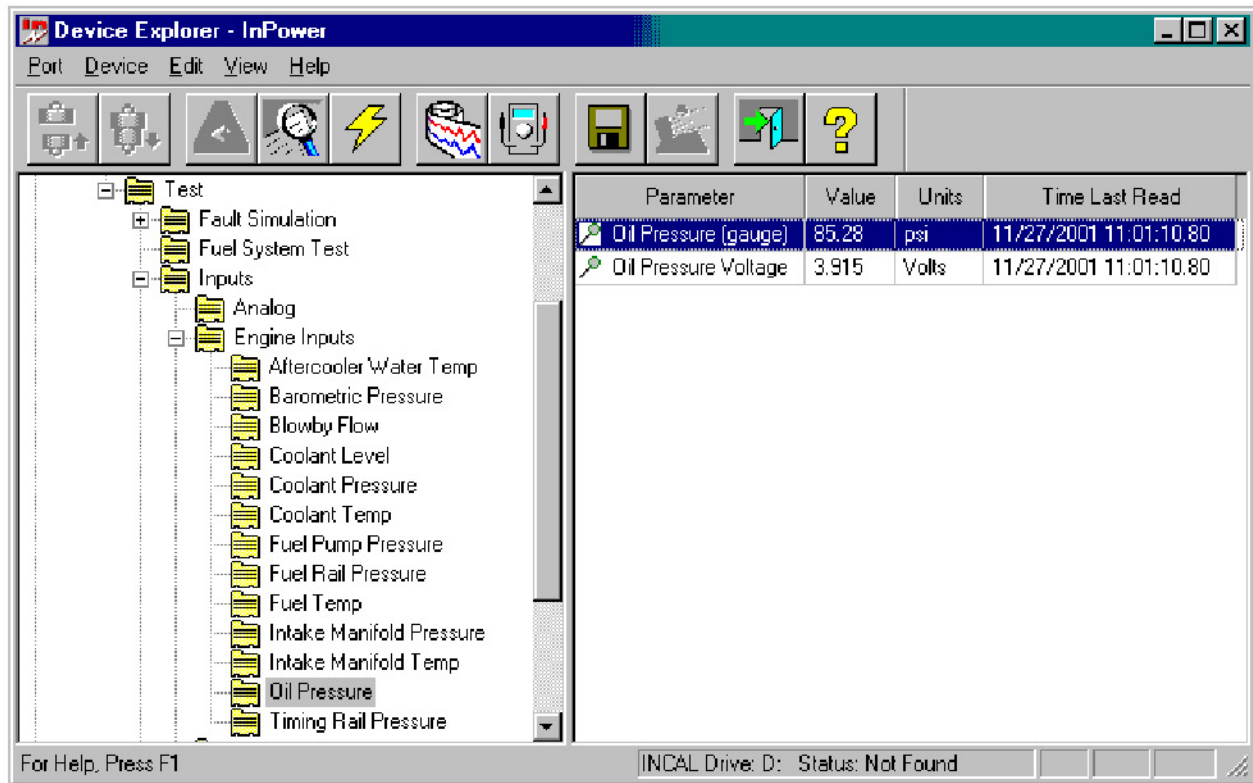 Device Explorer - InPower
Port Device Edit View Help
Test
Fault Simulation
Fuel System Test
Inputs
Analog
Engine Inputs
Aftercooler Water Temp
Barometric Pressure
Blowby Flow
Coolant Level
Coolant Pressure
Coolant Temp
Fuel Pump Pressure
Fuel Rail Pressure
Fuel Temp
Intake Manifold Pressure
Intake Manifold Temp
Oil Pressure
Timing Rail Pressure
Parameter Value Units Time Last Read
Oil Pressure (gauge) 85.28 psi 11/27/2001 11:01:10.80
Oil Pressure Voltage 3.915 Volts 11/27/2001 11:01:10.80
For Help, Press F1
INCAL Drive: D: Status: Not Found